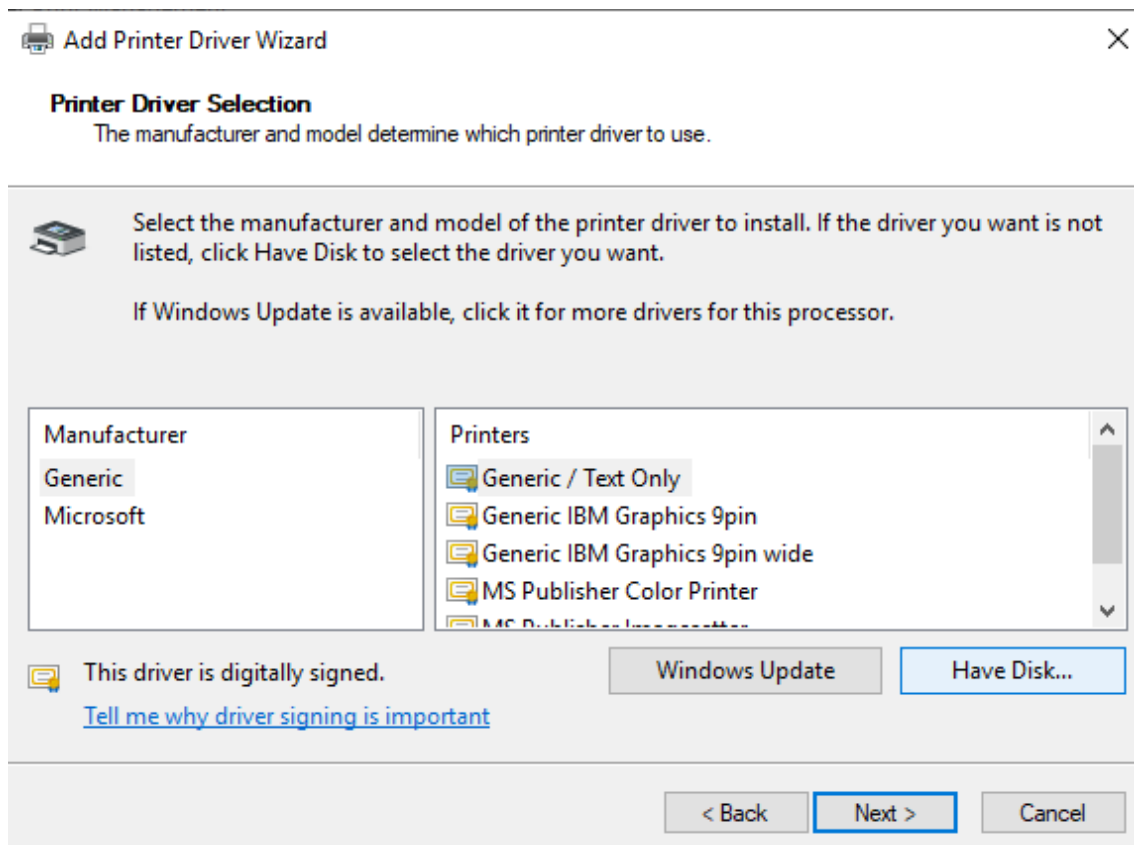 Add Printer Driver Wizard
Printer Driver Selection
The manufacturer and model determine which printer driver to use.
Select the manufacturer and model of the printer driver to install. If the driver you want is not
listed, click Have Disk to select the driver you want.
If Windows Update is available, click it for more drivers for this processor.
Manufacturer
Generic
Microsoft
Printers
Generic / Text Only
Generic IBM Graphics 9pin
Generic IBM Graphics 9pin wide
MS Publisher Color Printer
MS Publisher Imagesetter
This driver is digitally signed.
Tell me why driver signing is important
Windows Update
Have Disk...
< Back
Next >
Cancel